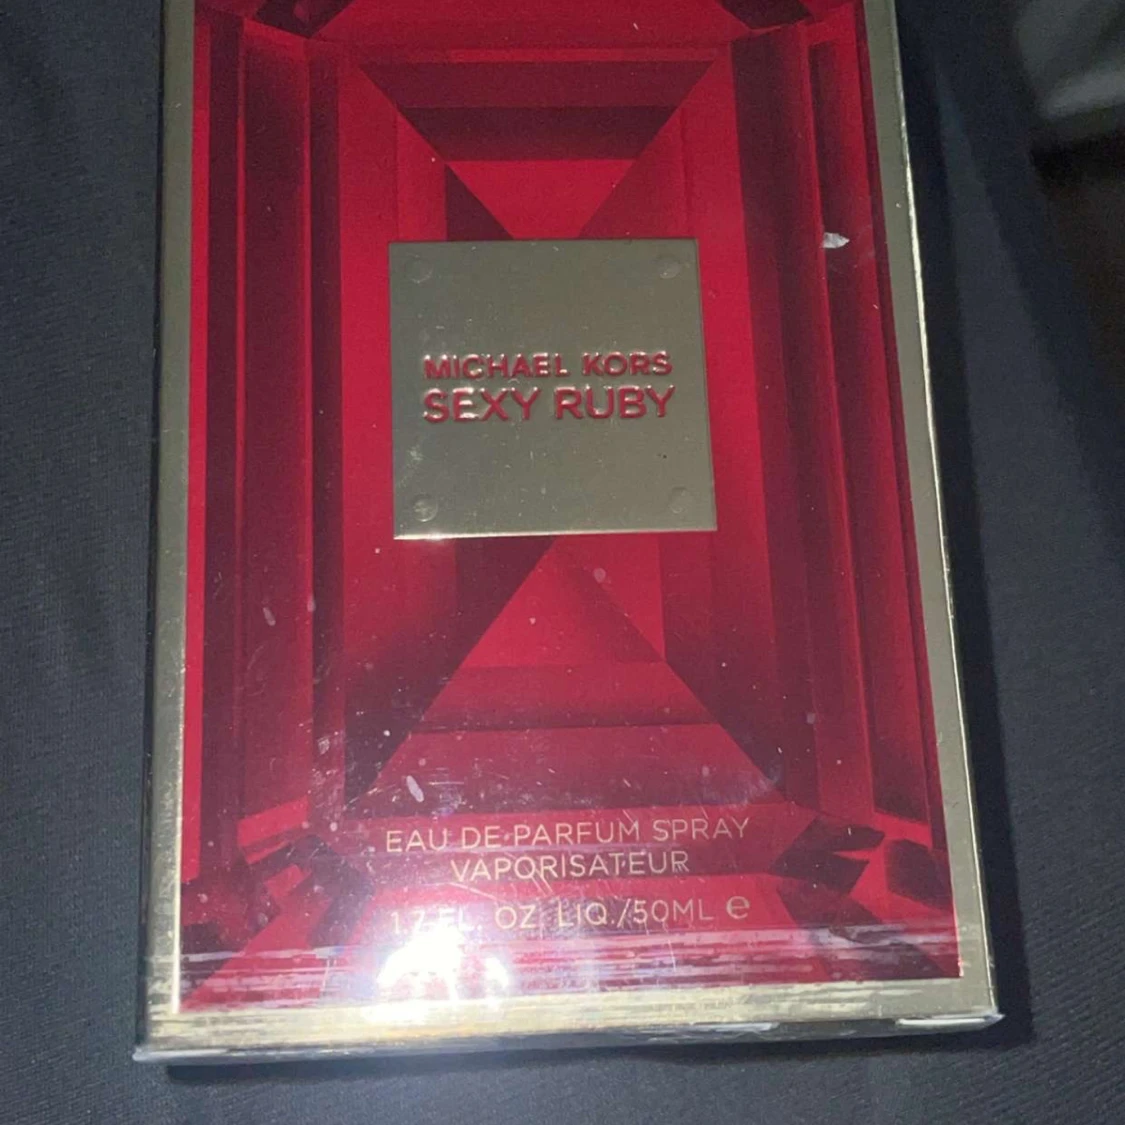 MICHAEL KORS
SEXY RUBY
EAU DE PARFUM SPRAY
VAPORISATEUR
1.7 FL. OZ. LIQ./50ML e